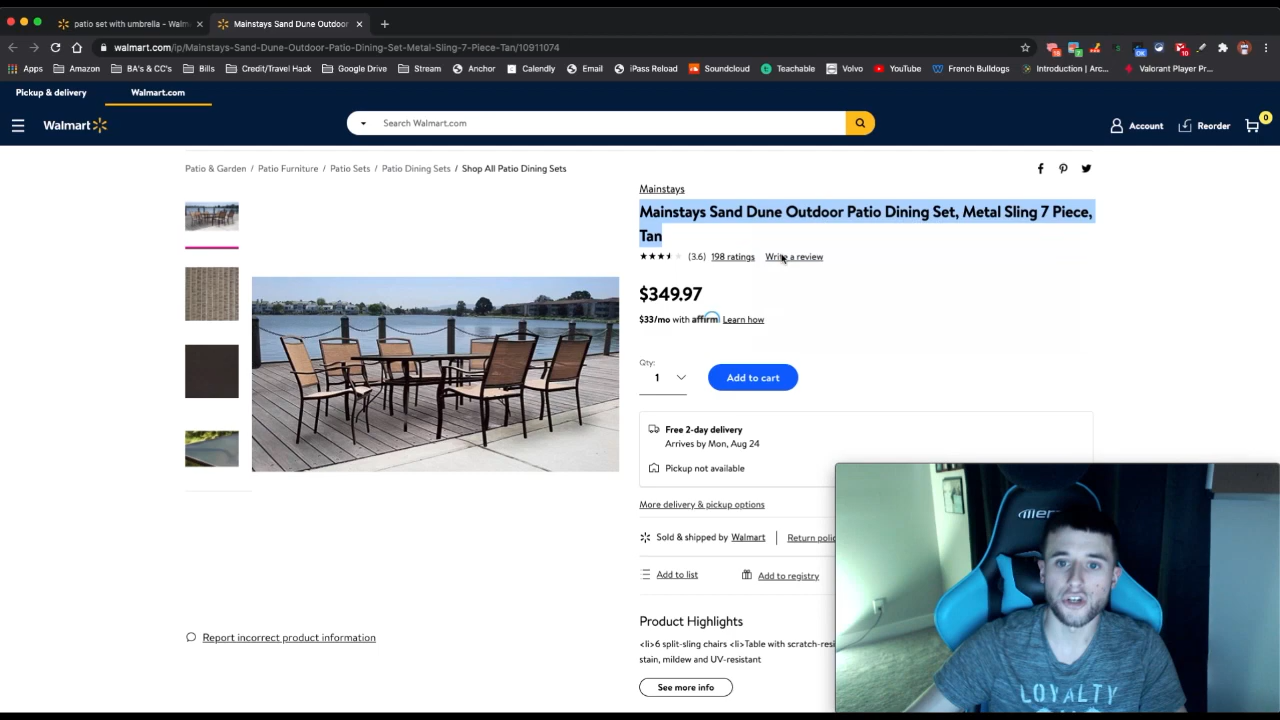 patio set with umbrella - Walm
Mainstays Sand Dune Outdoor
walmart.com/ip/Mainstays-Sand-Dune-Outdoor-Patio-Dining-Set-Metal-Sling-7-Piece-Tan/10911074
Apps Amazon BA's & CC's Bills Credit/Travel Hack Google Drive Stream Anchor Calendly Email iPass Reload Soundcloud Teachable Volvo YouTube French Bulldogs Introduction | Arc... Valorant Player Pr...
Pickup & delivery Walmart.com
Walmart Search Walmart.com Account Reorder 0
Patio & Garden / Patio Furniture / Patio Sets / Patio Dining Sets / Shop All Patio Dining Sets
Mainstays
Mainstays Sand Dune Outdoor Patio Dining Set, Metal Sling 7 Piece,
Tan
(3.6) 198 ratings Write a review
$349.97
$33/mo with affirm Learn how
Qty:
1 Add to cart
Free 2-day delivery
Arrives by Mon, Aug 24
Pickup not available
More delivery & pickup options
Sold & shipped by Walmart | Return polic
Add to list Add to registry
Product Highlights
<li>6 split-sling chairs <li>Table with scratch-resi
stain, mildew and UV-resistant
See more info
Report incorrect product information
LOYALTY